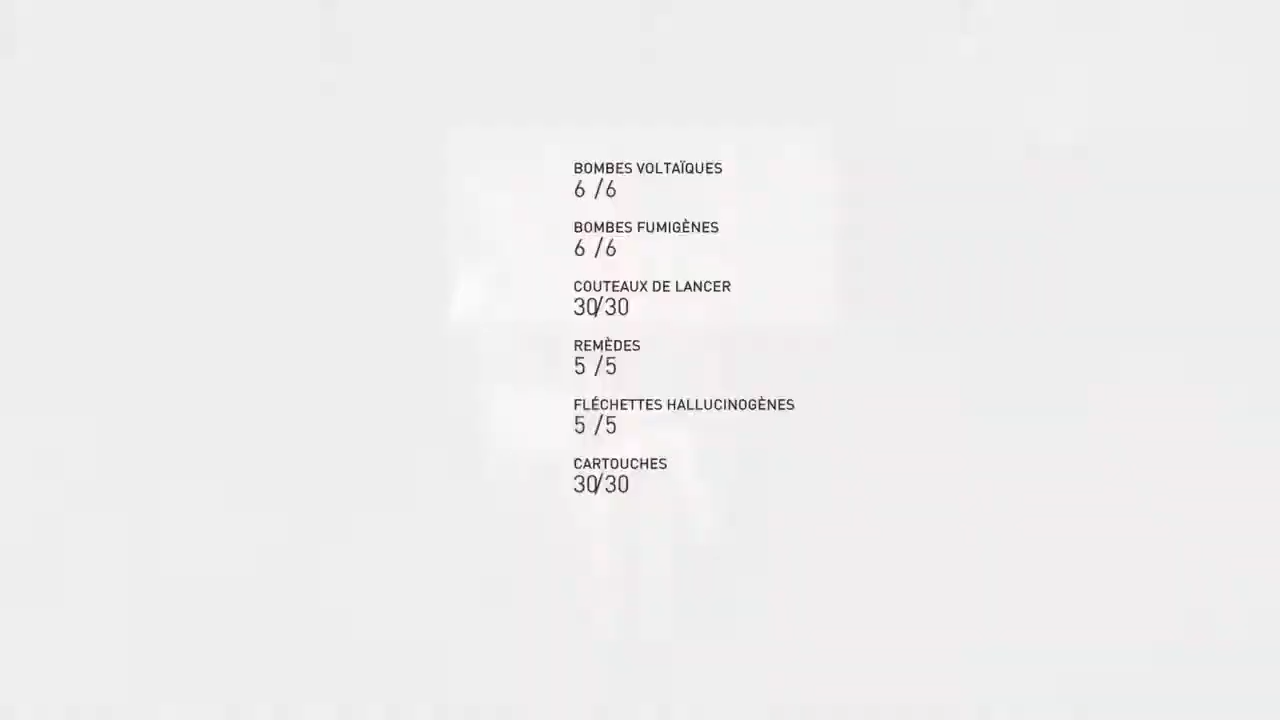 BOMBES VOLTAÏQUES
6 /6
BOMBES FUMIGÈNES
6 /6
COUTEAUX DE LANCER
30/30
REMÈDES
5 /5
FLÉCHETTES HALLUCINOGÈNES
5 /5
CARTOUCHES
30/30